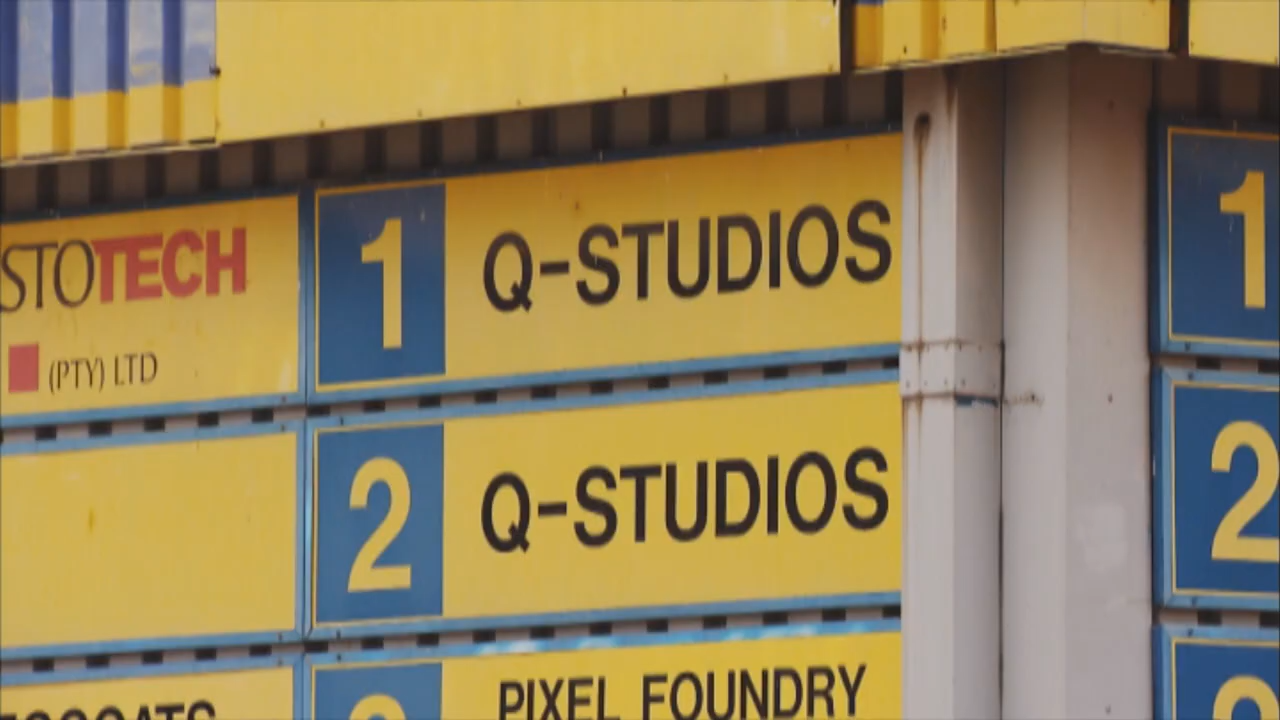 STOTECH
(PTY) LTD
1 Q-STUDIOS
2 Q-STUDIOS
PIXEL FOUNDRY
1
2